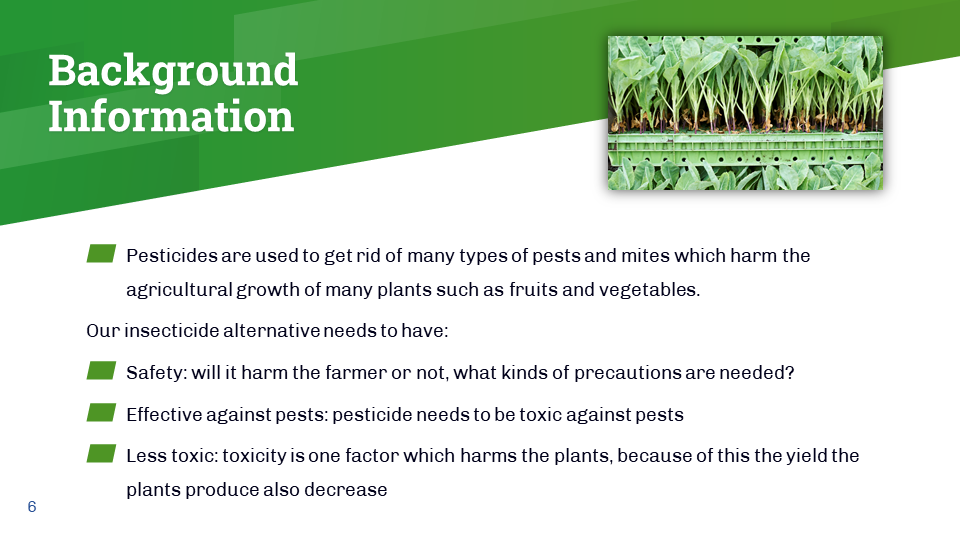 Background
Information
Pesticides are used to get rid of many types of pests and mites which harm the
agricultural growth of many plants such as fruits and vegetables.
Our insecticide alternative needs to have:
Safety: will it harm the farmer or not, what kinds of precautions are needed?
Effective against pests: pesticide needs to be toxic against pests
Less toxic: toxicity is one factor which harms the plants, because of this the yield the
plants produce also decrease
6